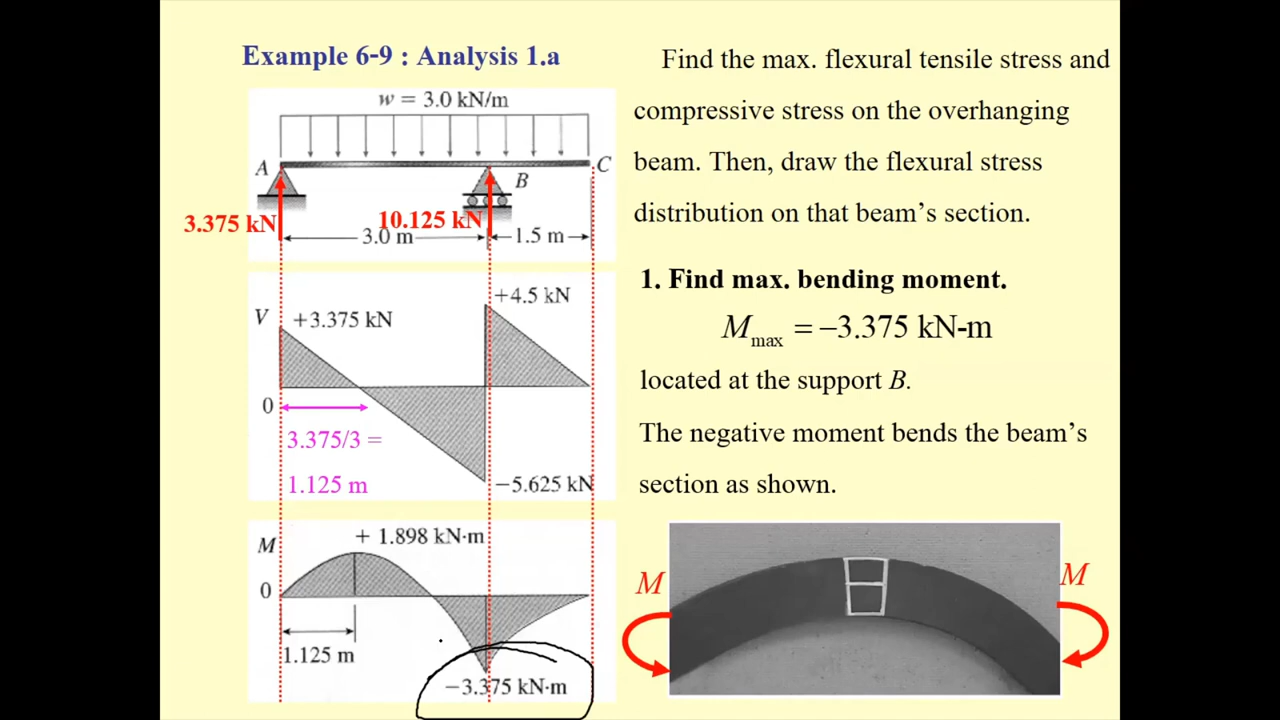 Example 6-9 : Analysis 1.a
w = 3.0 kN/m
A
B
C
3.375 kN
10.125 kN
3.0 m
1.5 m
V
+3.375 kN
+4.5 kN
0
3.375/3 =
1.125 m
−5.625 kN
M
+ 1.898 kN·m
0
1.125 m
−3.375 kN·m
Find the max. flexural tensile stress and
compressive stress on the overhanging
beam. Then, draw the flexural stress
distribution on that beam's section.
1. Find max. bending moment.
Mmax = −3.375 kN-m
located at the support B.
The negative moment bends the beam's
section as shown.
M
M